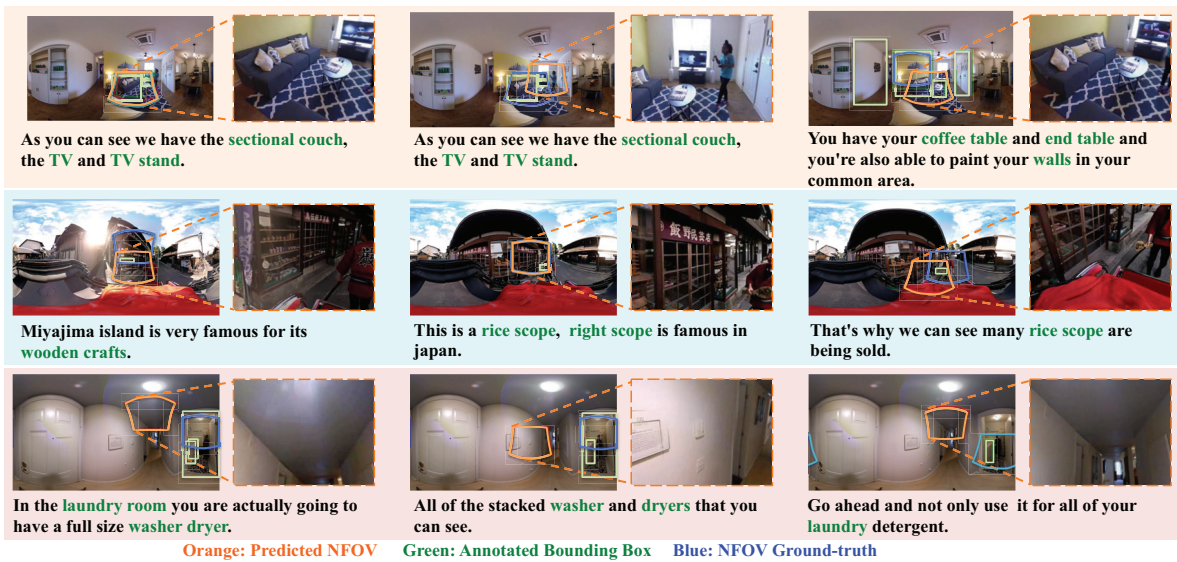 As you can see we have the sectional couch,
the TV and TV stand.
As you can see we have the sectional couch,
the TV and TV stand.
You have your coffee table and end table and
you're also able to paint your walls in your
common area.
飯野民芸店
Miyajima island is very famous for its
wooden crafts.
This is a rice scope, right scope is famous in
japan.
That's why we can see many rice scope are
being sold.
In the laundry room you are actually going to
have a full size washer dryer.
All of the stacked washer and dryers that you
can see.
Go ahead and not only use it for all of your
laundry detergent.
Orange: Predicted NFOV Green: Annotated Bounding Box Blue: NFOV Ground-truth